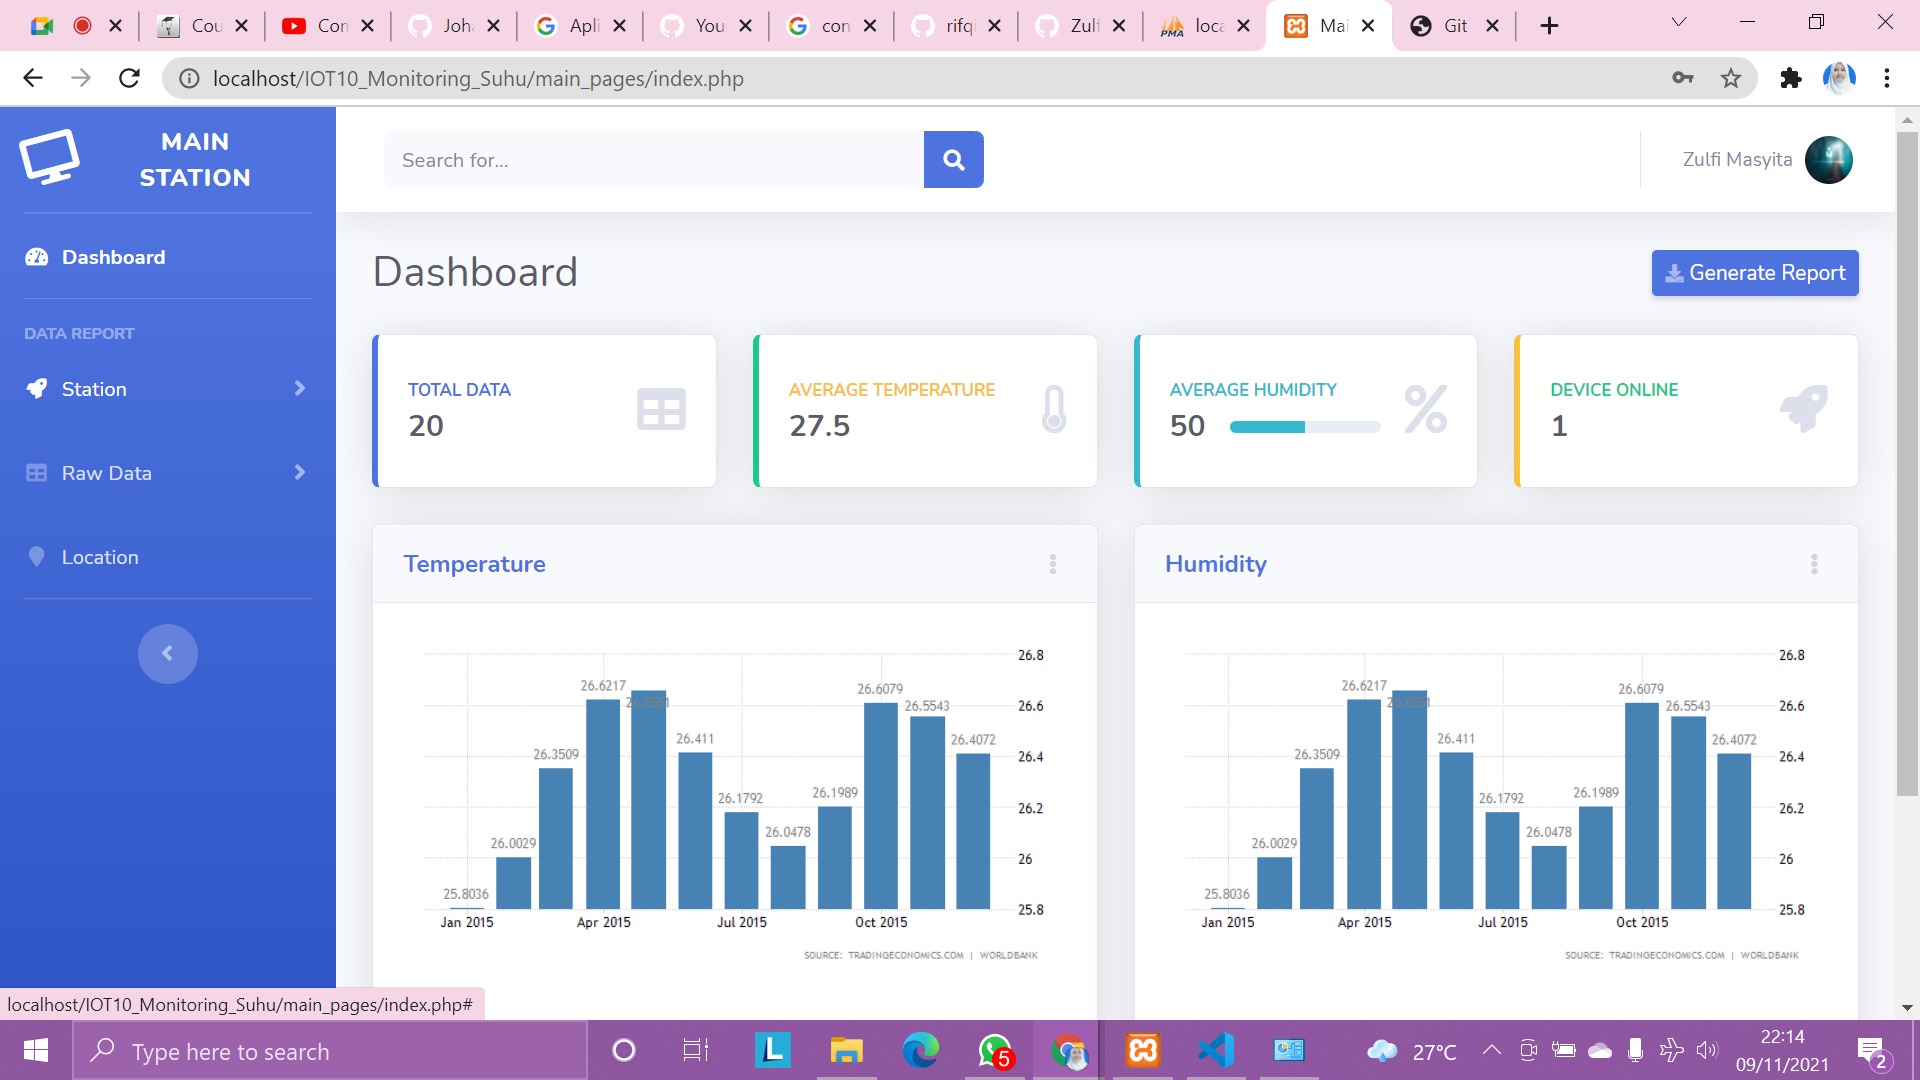 Cou
Con
Joha
Apli
You
con
rifqi
Zulf
PMA
loca
Mai
Git
localhost/IOT10_Monitoring_Suhu/main_pages/index.php
MAIN
STATION
Search for...
Zulfi Masyita
Dashboard
DATA REPORT
Station
Raw Data
Location
Dashboard
Generate Report
TOTAL DATA
20
AVERAGE TEMPERATURE
27.5
AVERAGE HUMIDITY
50
DEVICE ONLINE
1
Temperature
26.8
26.6217
26.6079
26.6551
26.5543
26.6
26.411
26.4072
26.3509
26.4
26.1792
26.1989
26.2
26.0478
26.0029
26
25.8036
25.8
Jan 2015
Apr 2015
Jul 2015
Oct 2015
SOURCE: TRADINGECONOMICS.COM | WORLDBANK
Humidity
26.8
26.6217
26.6079
26.6551
26.5543
26.6
26.411
26.4072
26.3509
26.4
26.1792
26.1989
26.2
26.0478
26.0029
26
25.8036
25.8
Jan 2015
Apr 2015
Jul 2015
Oct 2015
SOURCE: TRADINGECONOMICS.COM | WORLDBANK
localhost/IOT10_Monitoring_Suhu/main_pages/index.php#
Type here to search
L
5
27°C
22:14
09/11/2021
2